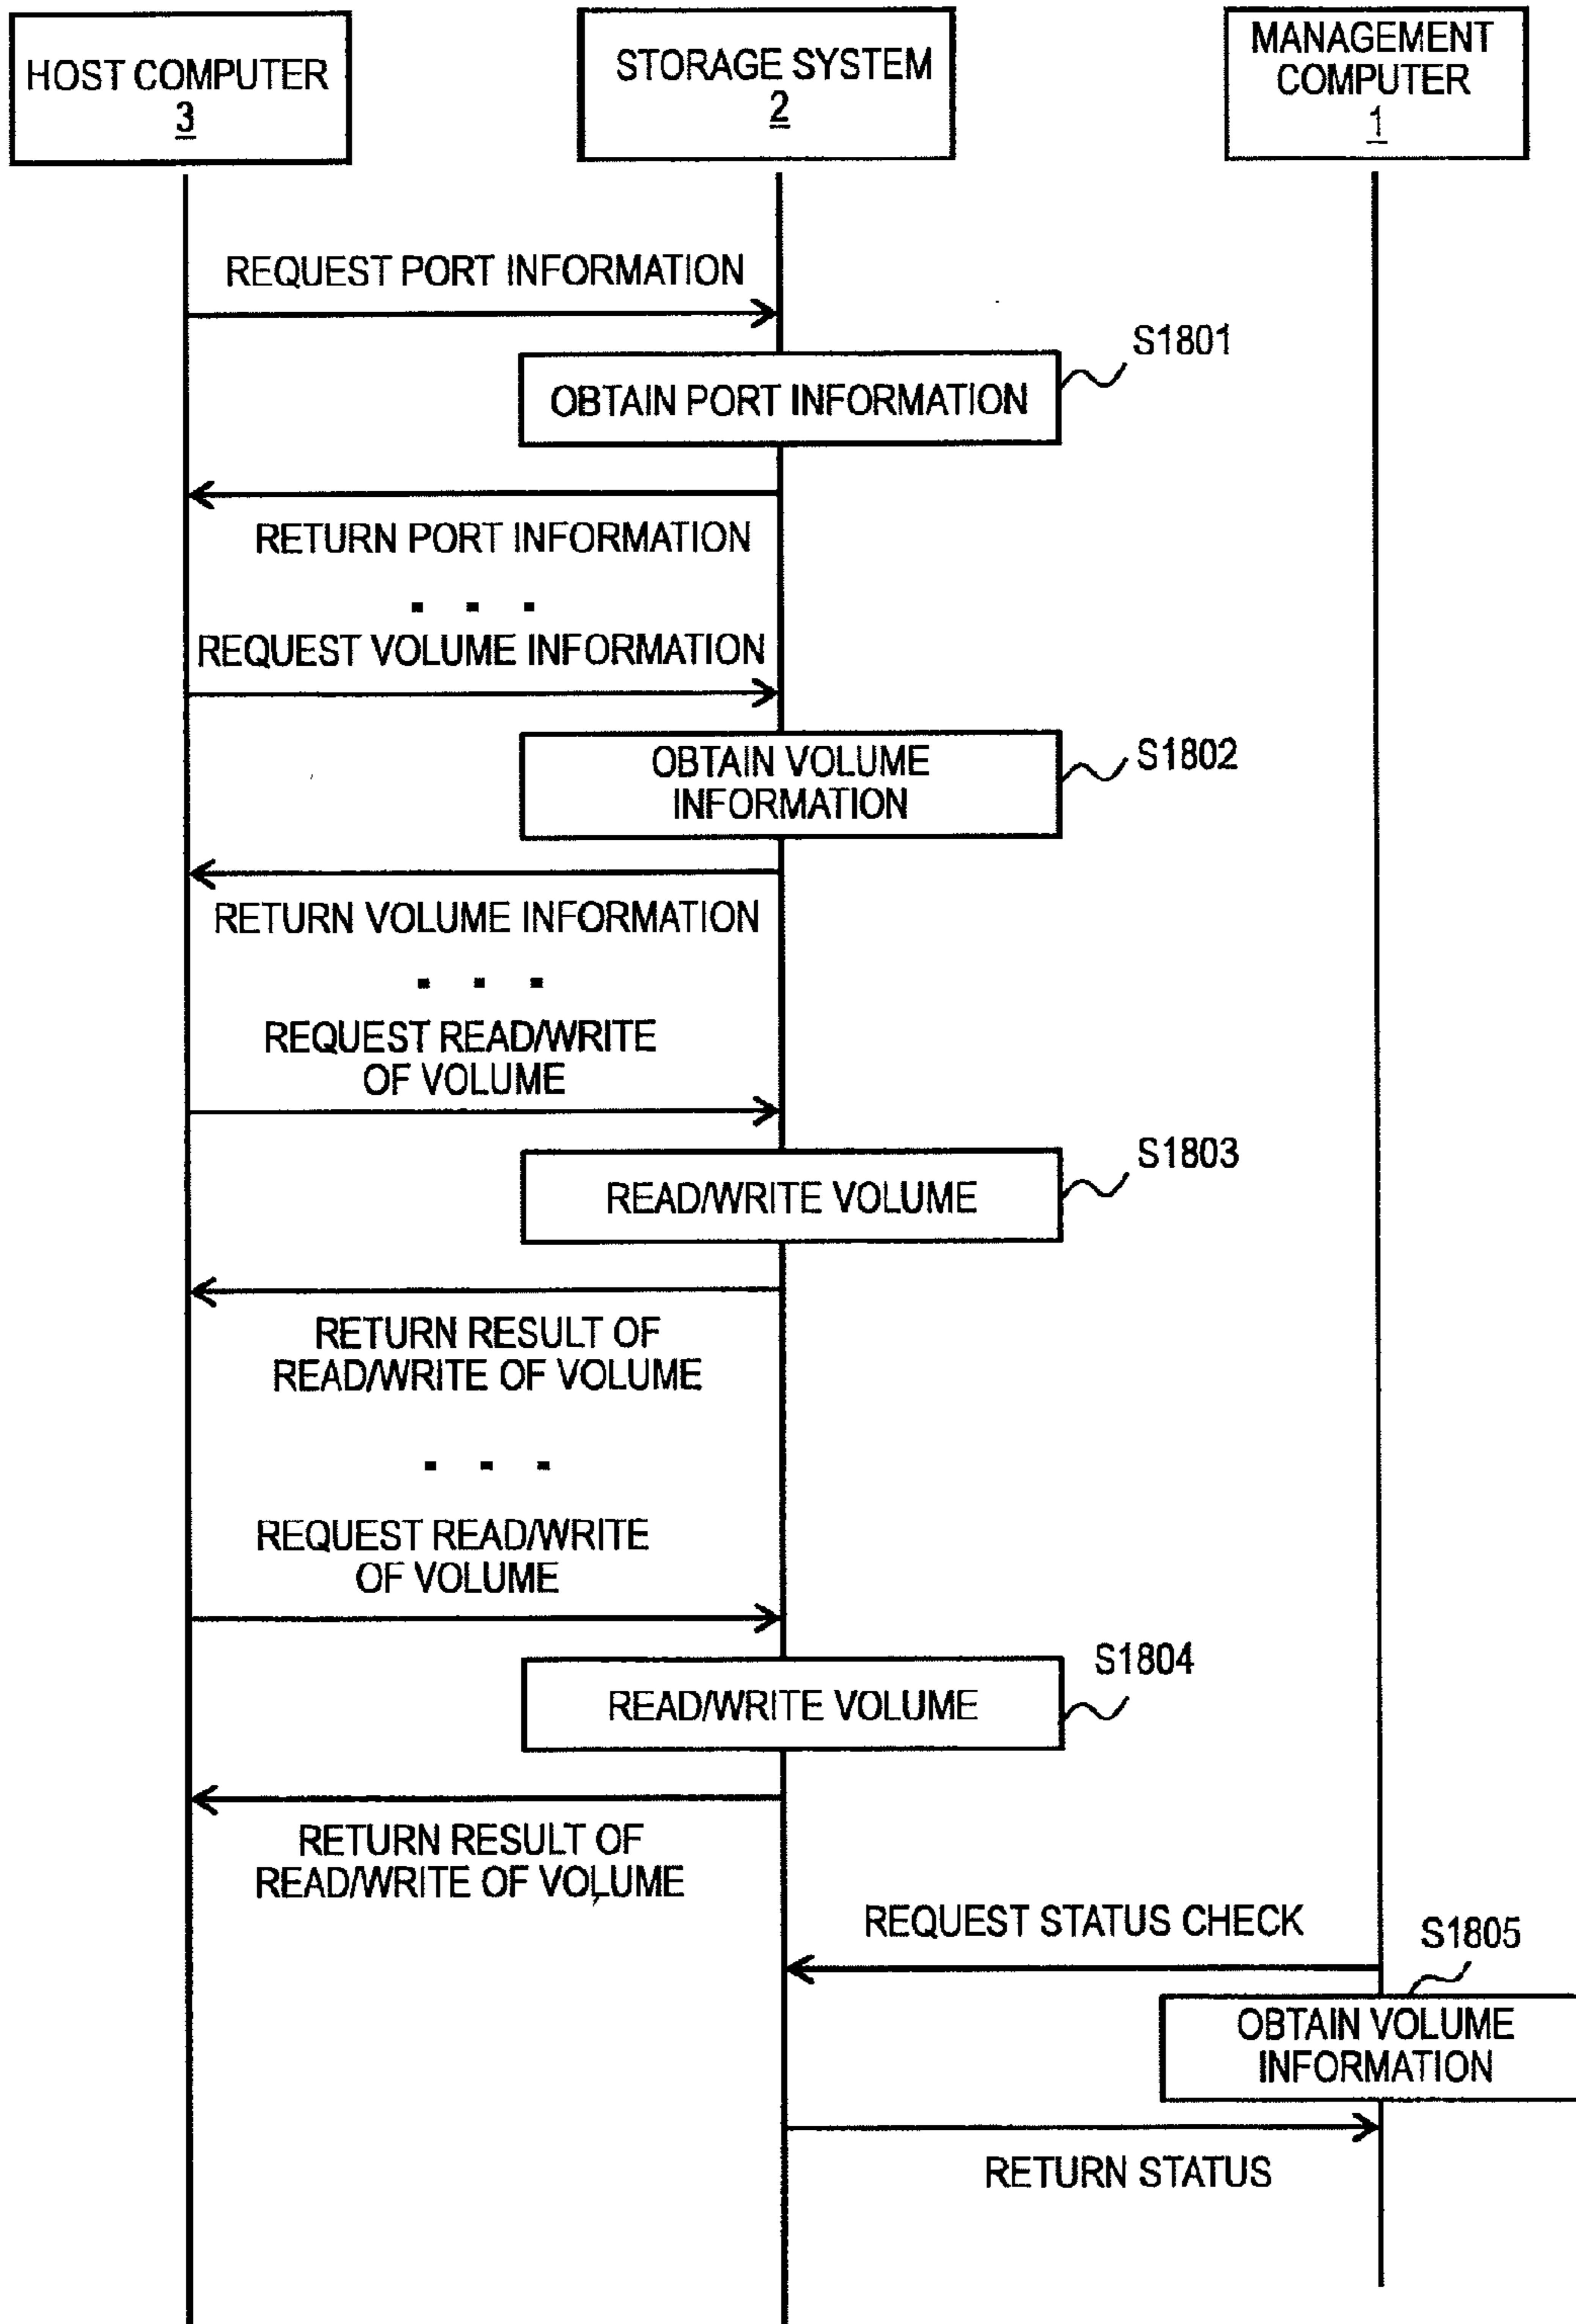 HOST COMPUTER
3
STORAGE SYSTEM
2
MANAGEMENT
COMPUTER
1
REQUEST PORT INFORMATION
S1801
OBTAIN PORT INFORMATION
RETURN PORT INFORMATION
. . .
REQUEST VOLUME INFORMATION
S1802
OBTAIN VOLUME
INFORMATION
RETURN VOLUME INFORMATION
. . .
REQUEST READ/WRITE
OF VOLUME
S1803
READ/WRITE VOLUME
RETURN RESULT OF
READ/WRITE OF VOLUME
. . .
REQUEST READ/WRITE
OF VOLUME
S1804
READ/WRITE VOLUME
RETURN RESULT OF
READ/WRITE OF VOLUME
REQUEST STATUS CHECK
S1805
OBTAIN VOLUME
INFORMATION
RETURN STATUS